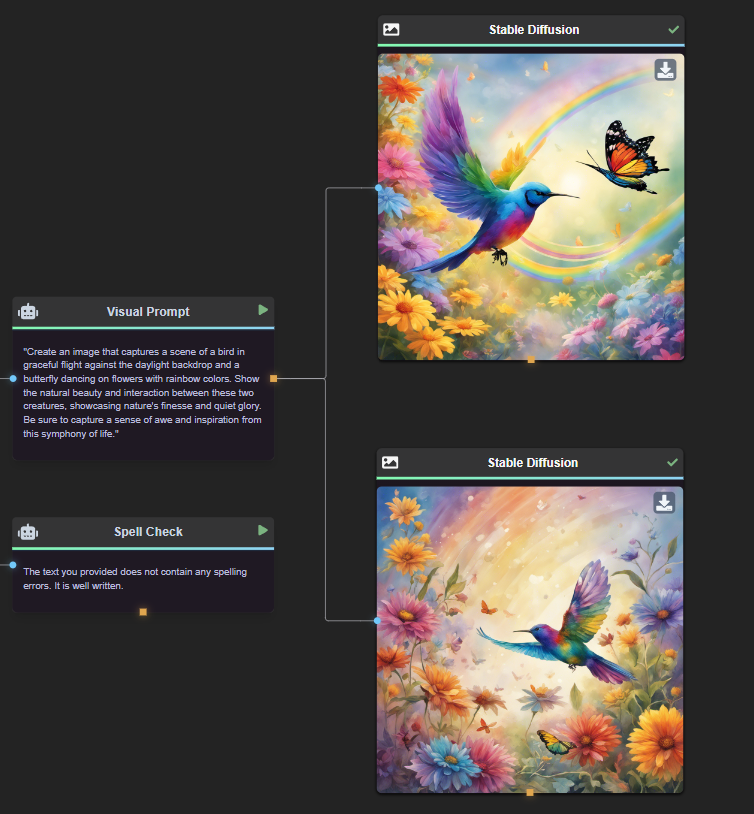 Stable Diffusion
Visual Prompt
"Create an image that captures a scene of a bird in
graceful flight against the daylight backdrop and a
butterfly dancing on flowers with rainbow colors. Show
the natural beauty and interaction between these two
creatures, showcasing nature's finesse and quiet glory.
Be sure to capture a sense of awe and inspiration from
this symphony of life."
Stable Diffusion
Spell Check
The text you provided does not contain any spelling
errors. It is well written.